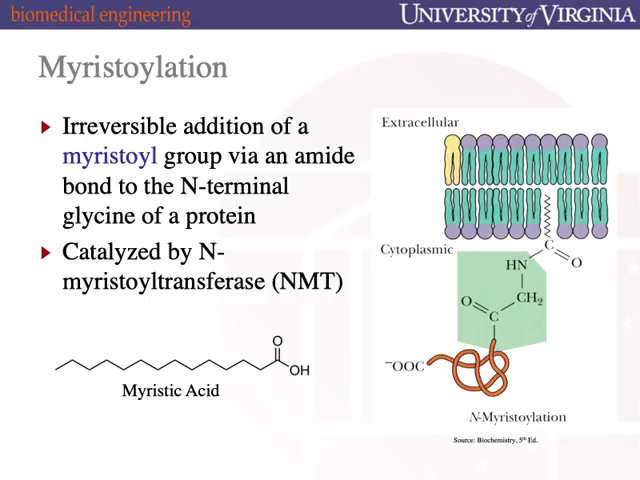 biomedical engineering
UNIVERSITY of VIRGINIA
Myristoylation
Irreversible addition of a
myristoyl group via an amide
bond to the N-terminal
glycine of a protein
Catalyzed by N-
myristoyltransferase (NMT)
O
OH
Myristic Acid
Extracellular
Cytoplasmic
C
O
HN
CH₂
O
C
⁻OOC
N-Myristoylation
Source: Biochemistry, 5th Ed.